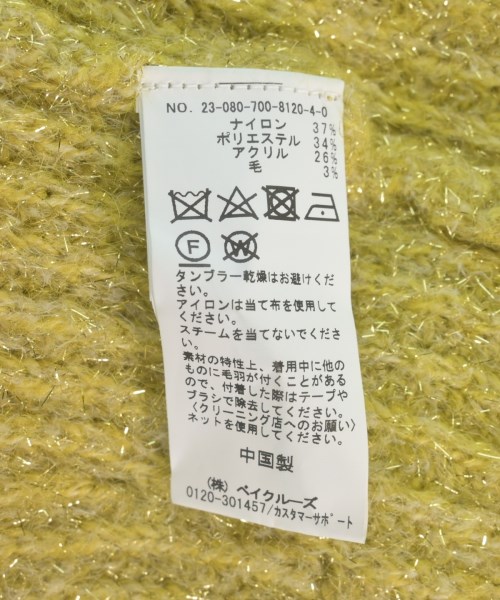 NO. 23-080-700-8120-4-0
ナイロン 37%
ポリエステル 34%
アクリル 26%
毛 3%
F W
タンブラー乾燥はお避けくだ
さい。
アイロンは当て布を使用して
ください。
スチームを当てないでくださ
い。
素材の特性上、着用中に他の
ものに毛羽が付くことがある
ので、付着した際はテープや
ブラシで除去してください。
〈クリーニング店へのお願い〉
ネットを使用してください。
中国製
(株) ベイクルーズ
0120-301457/カスタマーサポート